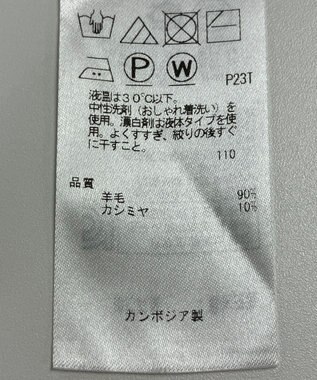 P
W
P23T
液温は30℃以下。
中性洗剤（おしゃれ着洗い）を
使用。漂白剤は液体タイプを使
用。よくすすぎ、絞りの後すぐ
に干すこと。
110
品質
羊毛 90%
カシミヤ 10%
カンボジア製